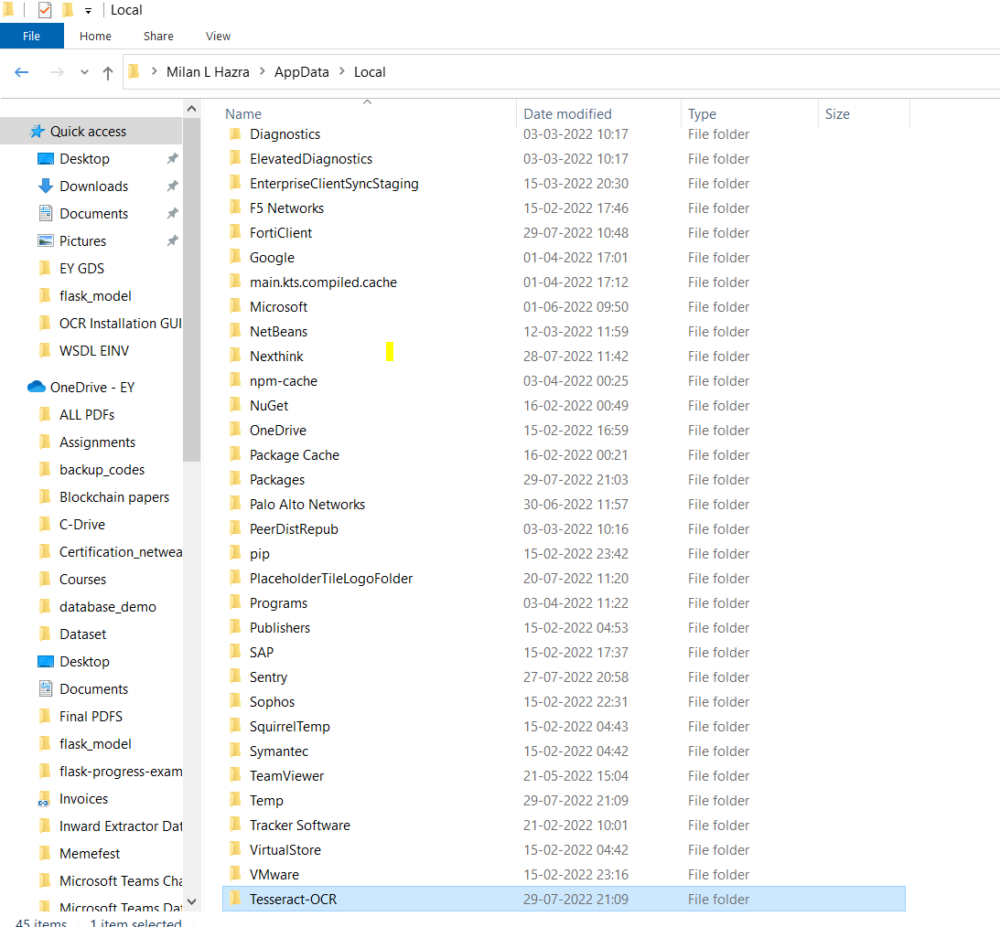 Local
File Home Share View
Milan L Hazra > AppData > Local
Quick access
Desktop
Downloads
Documents
Pictures
EY GDS
flask_model
OCR Installation GUI
WSDL EINV
OneDrive - EY
ALL PDFs
Assignments
backup_codes
Blockchain papers
C-Drive
Certification_netwea
Courses
database_demo
Dataset
Desktop
Documents
Final PDFS
flask_model
flask-progress-exam
Invoices
Inward Extractor Dat
Memefest
Microsoft Teams Cha
Microsoft Teams Dat
Name Date modified Type Size
Diagnostics 03-03-2022 10:17 File folder
ElevatedDiagnostics 03-03-2022 10:17 File folder
EnterpriseClientSyncStaging 15-03-2022 20:30 File folder
F5 Networks 15-02-2022 17:46 File folder
FortiClient 29-07-2022 10:48 File folder
Google 01-04-2022 17:01 File folder
main.kts.compiled.cache 01-04-2022 17:12 File folder
Microsoft 01-06-2022 09:50 File folder
NetBeans 12-03-2022 11:59 File folder
Nexthink 28-07-2022 11:42 File folder
npm-cache 03-04-2022 00:25 File folder
NuGet 16-02-2022 00:49 File folder
OneDrive 15-02-2022 16:59 File folder
Package Cache 16-02-2022 00:21 File folder
Packages 29-07-2022 21:03 File folder
Palo Alto Networks 30-06-2022 11:57 File folder
PeerDistRepub 03-03-2022 10:16 File folder
pip 15-02-2022 23:42 File folder
PlaceholderTileLogoFolder 20-07-2022 11:20 File folder
Programs 03-04-2022 11:22 File folder
Publishers 15-02-2022 04:53 File folder
SAP 15-02-2022 17:37 File folder
Sentry 27-07-2022 20:58 File folder
Sophos 15-02-2022 22:31 File folder
SquirrelTemp 15-02-2022 04:43 File folder
Symantec 15-02-2022 04:42 File folder
TeamViewer 21-05-2022 15:04 File folder
Temp 29-07-2022 21:09 File folder
Tracker Software 21-02-2022 10:01 File folder
VirtualStore 15-02-2022 04:42 File folder
VMware 15-02-2022 23:16 File folder
Tesseract-OCR 29-07-2022 21:09 File folder
45 items 1 item selected